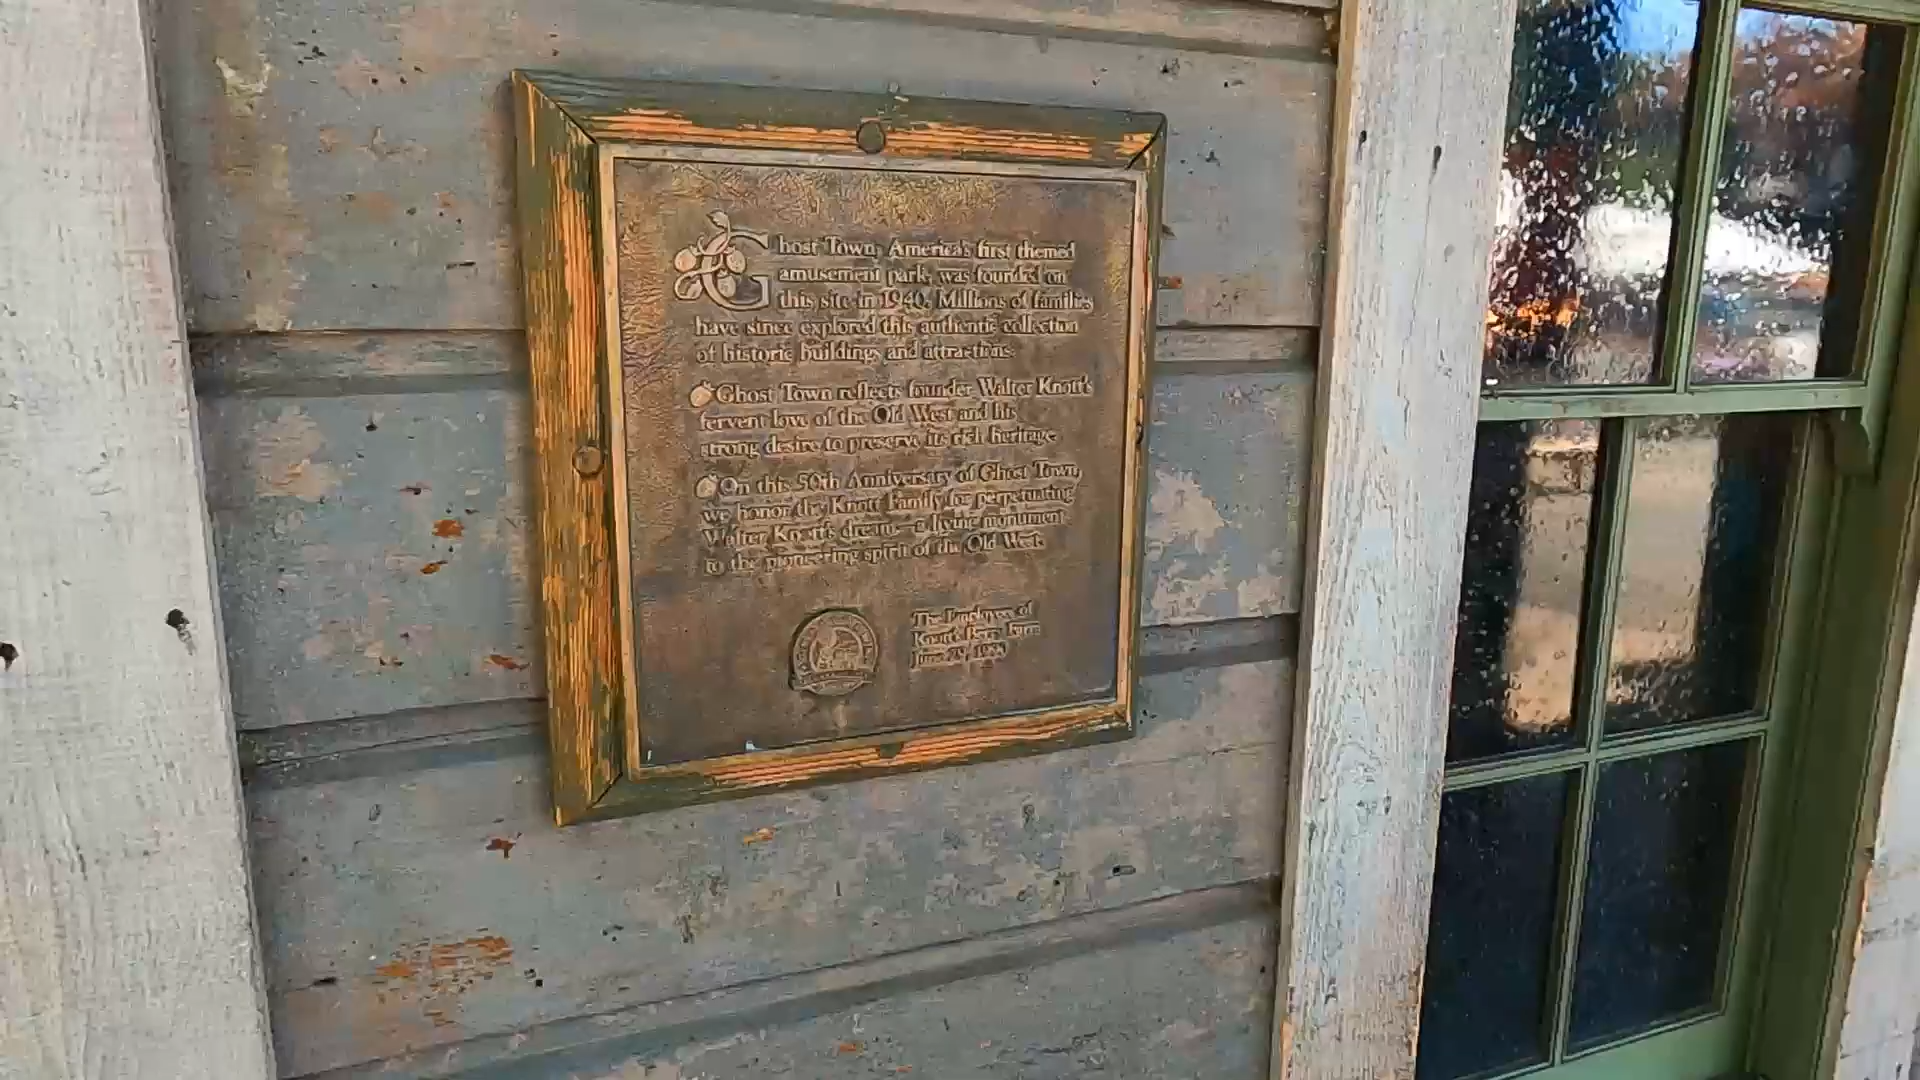 Ghost Town, America's first themed
amusement park, was founded on
this site in 1940. Millions of families
have since explored this authentic collection
of historic buildings and attractions.
Ghost Town reflects founder Walter Knott's
fervent love of the Old West and his
strong desire to preserve its rich heritage.
On this 50th Anniversary of Ghost Town,
we honor the Knott Family for perpetuating
Walter Knott's dream—a living monument
to the pioneering spirit of the Old West.
The Employees of
Knott's Berry Farm
June